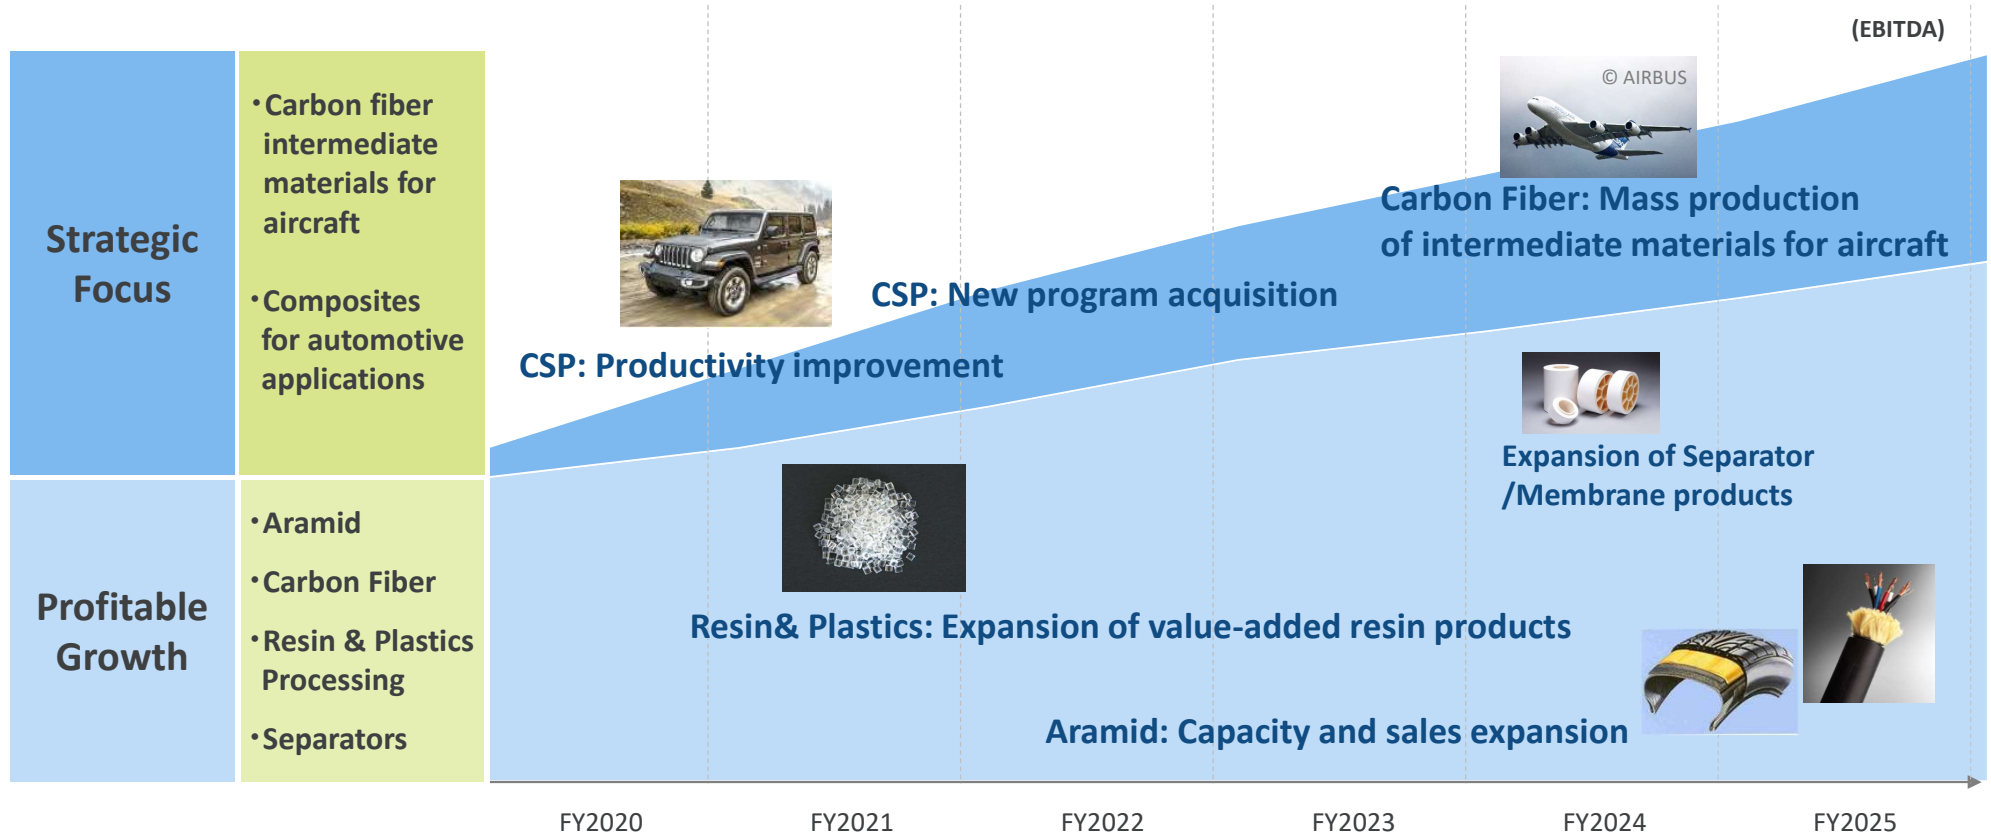 (EBITDA)
Strategic
Focus
・Carbon fiber
intermediate
materials for
aircraft
・Composites
for automotive
applications
© AIRBUS
Carbon Fiber: Mass production
of intermediate materials for aircraft
CSP: New program acquisition
CSP: Productivity improvement
Expansion of Separator
/Membrane products
Profitable
Growth
・Aramid
・Carbon Fiber
・Resin & Plastics
Processing
・Separators
Resin& Plastics: Expansion of value-added resin products
Aramid: Capacity and sales expansion
FY2020
FY2021
FY2022
FY2023
FY2024
FY2025